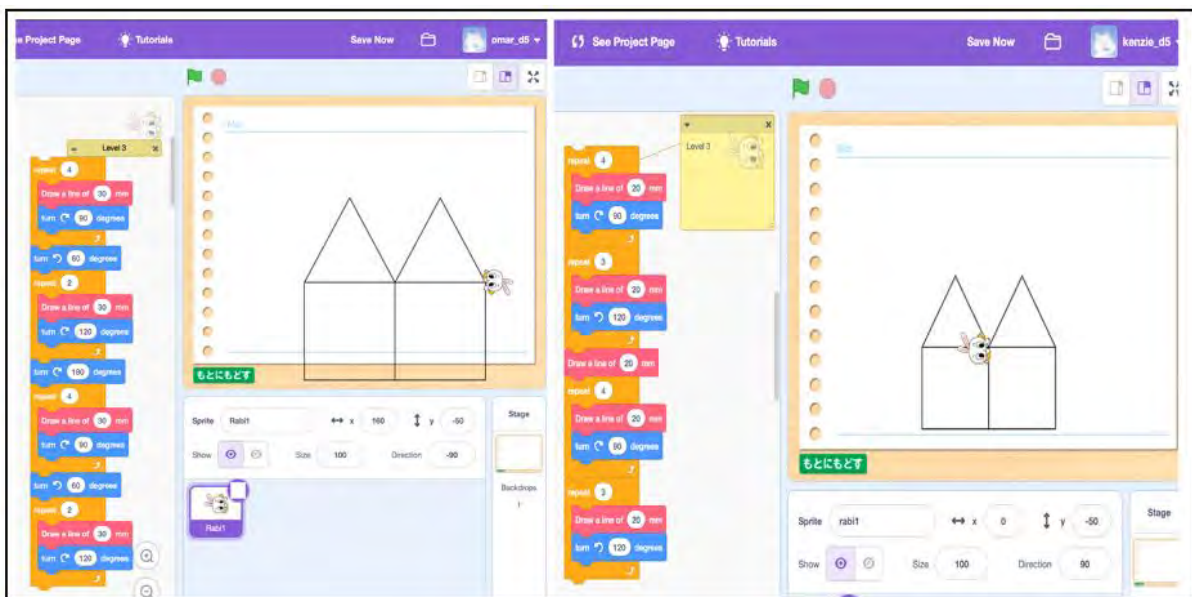 e Project Page
Tutorials
Save Now
omar_d5
Level 3
repeat 4
Draw a line of 30 mm
turn 90 degrees
turn 60 degrees
repeat 2
Draw a line of 30 mm
turn 120 degrees
turn 180 degrees
repeat 4
Draw a line of 30 mm
turn 90 degrees
turn 60 degrees
repeat 2
Draw a line of 30 mm
turn 120 degrees
もとにもどす
Sprite Rabi1 x 160 y -50
Show Size 100 Direction -90
Rabi1
Stage
Backdrops
1
See Project Page
Tutorials
Save Now
kenzie_d5
Level 3
repeat 4
Draw a line of 20 mm
turn 90 degrees
repeat 3
Draw a line of 20 mm
turn 120 degrees
Draw a line of 20 mm
repeat 4
Draw a line of 20 mm
turn 90 degrees
repeat 3
Draw a line of 20 mm
turn 120 degrees
もとにもどす
Sprite rabi1 x 0 y -50
Show Size 100 Direction 90
Stage